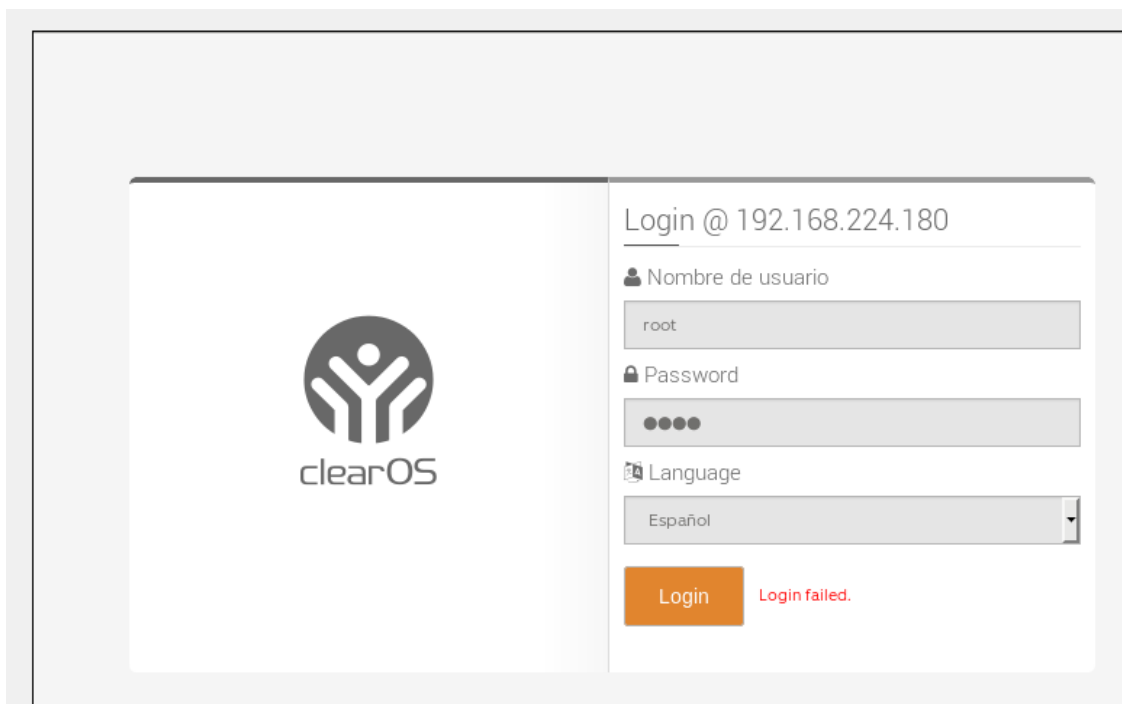 Login @ 192.168.224.180
Nombre de usuario
root
Password
clearOS
Language
Español
Login Login failed.